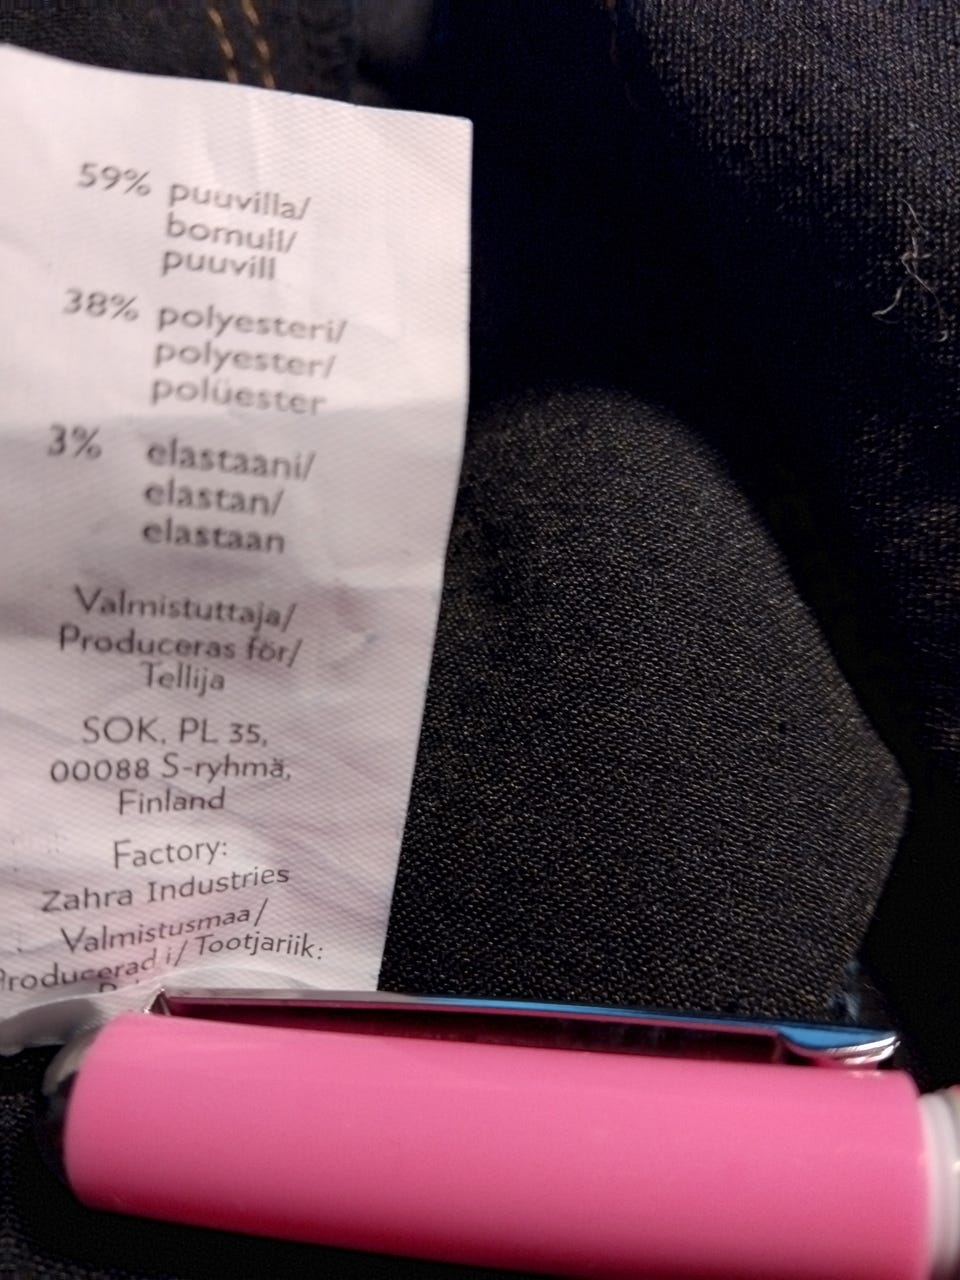 59% puuvilla/
bomull/
puuvill
38% polyesteri/
polyester/
polüester
3% elastaani/
elastan/
elastaan
Valmistuttaja/
Produceras för/
Tellija
SOK, PL 35,
00088 S-ryhmä,
Finland
Factory:
Zahra Industries
Valmistusmaa/
Producerad i/ Tootjariik: